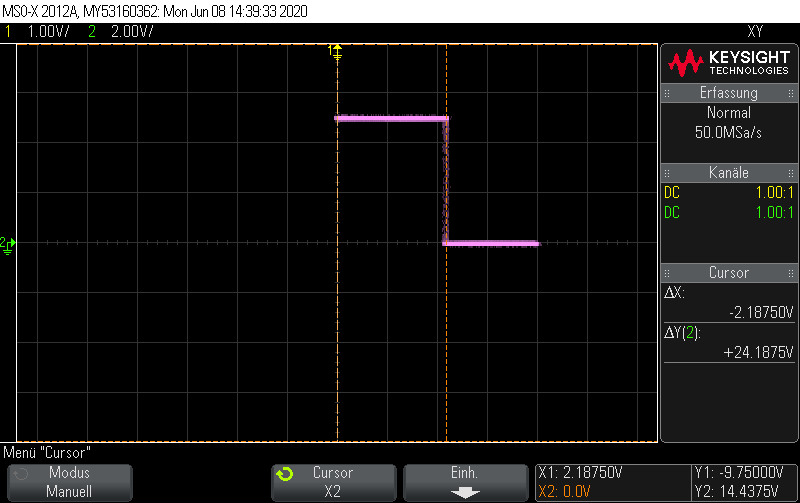 MSO-X 2012A, MY53160362: Mon Jun 08 14:39:33 2020
1 1.00V/ 2 2.00V/ XY
1
KEYSIGHT
TECHNOLOGIES
Erfassung
Normal
50.0MSa/s
Kanäle
DC 1.00:1
DC 1.00:1
2
Cursor
ΔX:
-2.18750V
ΔY(2):
+24.1875V
Menü "Cursor"
Modus
Manuell
Cursor
X2
Einh.
X1: 2.18750V
X2: 0.0V
Y1: -9.75000V
Y2: 14.4375V